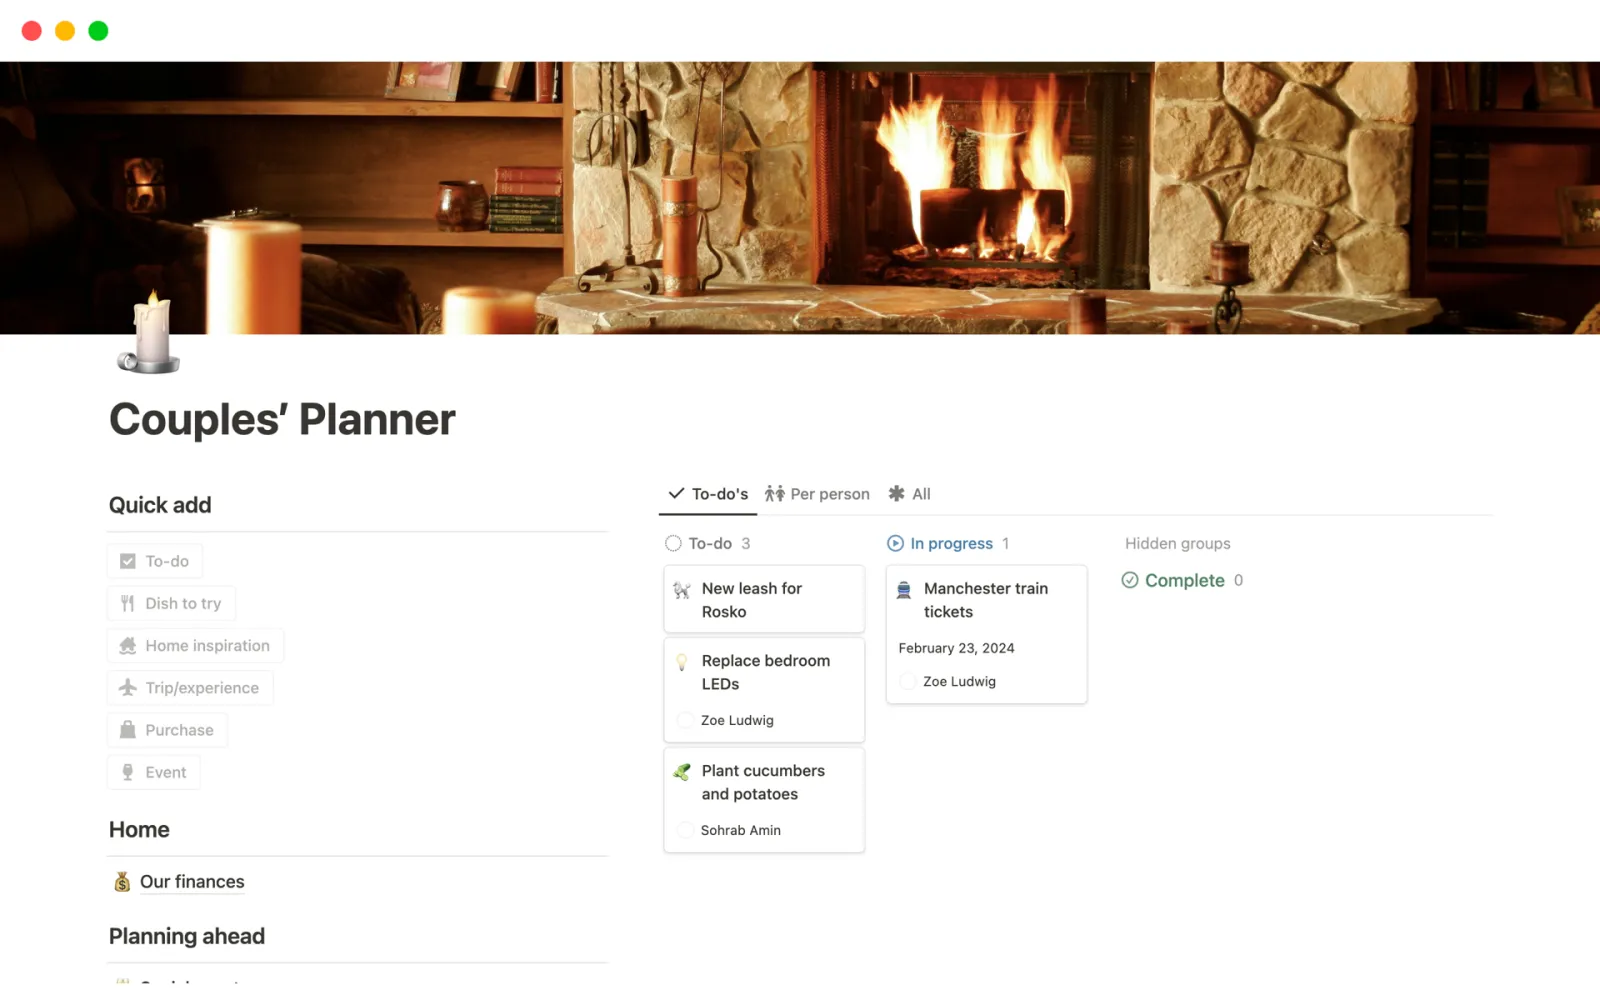 Couples’ Planner
Quick add
To-do
Dish to try
Home inspiration
Trip/experience
Purchase
Event
Home
Our finances
Planning ahead
To-do's
Per person
All
To-do 3
New leash for
Rosko
Replace bedroom
LEDs
Zoe Ludwig
Plant cucumbers
and potatoes
Sohrab Amin
In progress 1
Manchester train
tickets
February 23, 2024
Zoe Ludwig
Hidden groups
Complete 0